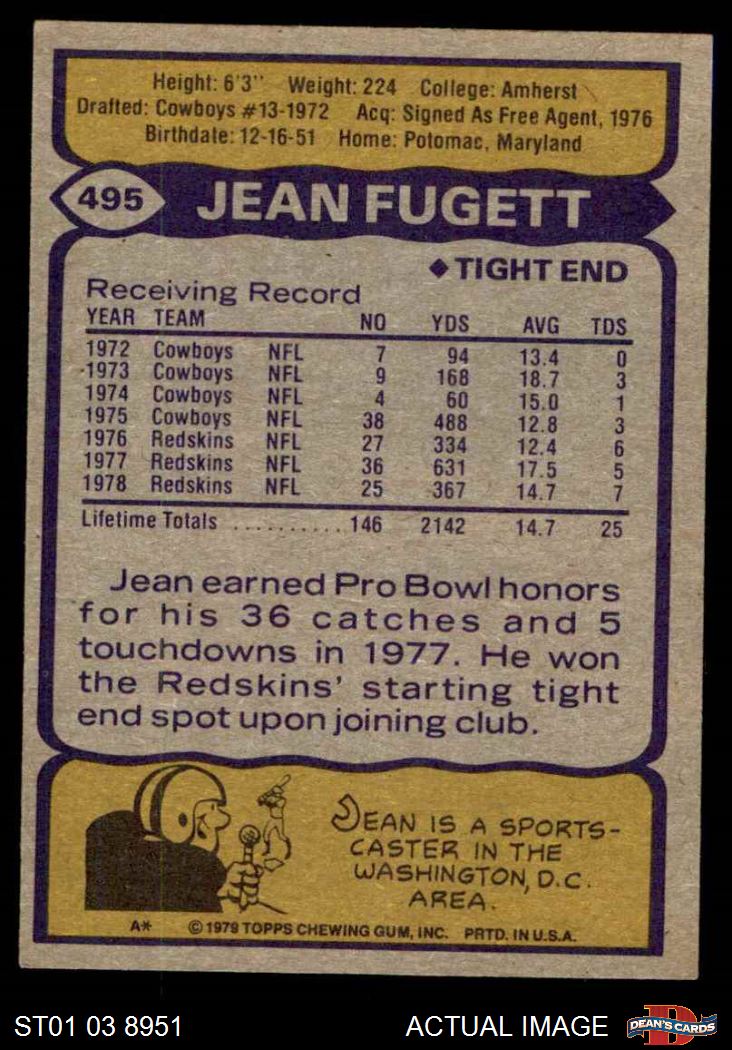 Height: 6'3" Weight: 224 College: Amherst
Drafted: Cowboys #13-1972 Acq: Signed As Free Agent, 1976
Birthdate: 12-16-51 Home: Potomac, Maryland
495 JEAN FUGETT
◆TIGHT END
Receiving Record
YEAR TEAM NO YDS AVG TDS
1972 Cowboys NFL 7 94 13.4 0
1973 Cowboys NFL 9 168 18.7 3
1974 Cowboys NFL 4 60 15.0 1
1975 Cowboys NFL 38 488 12.8 3
1976 Redskins NFL 27 334 12.4 6
1977 Redskins NFL 36 631 17.5 5
1978 Redskins NFL 25 367 14.7 7
Lifetime Totals .......... 146 2142 14.7 25
Jean earned Pro Bowl honors
for his 36 catches and 5
touchdowns in 1977. He won
the Redskins' starting tight
end spot upon joining club.
JEAN IS A SPORTS-
CASTER IN THE
WASHINGTON, D.C.
AREA.
A* ©1979 TOPPS CHEWING GUM, INC. PRTD. IN U.S.A.
ST01 03 8951 ACTUAL IMAGE D DEAN'S CARDS